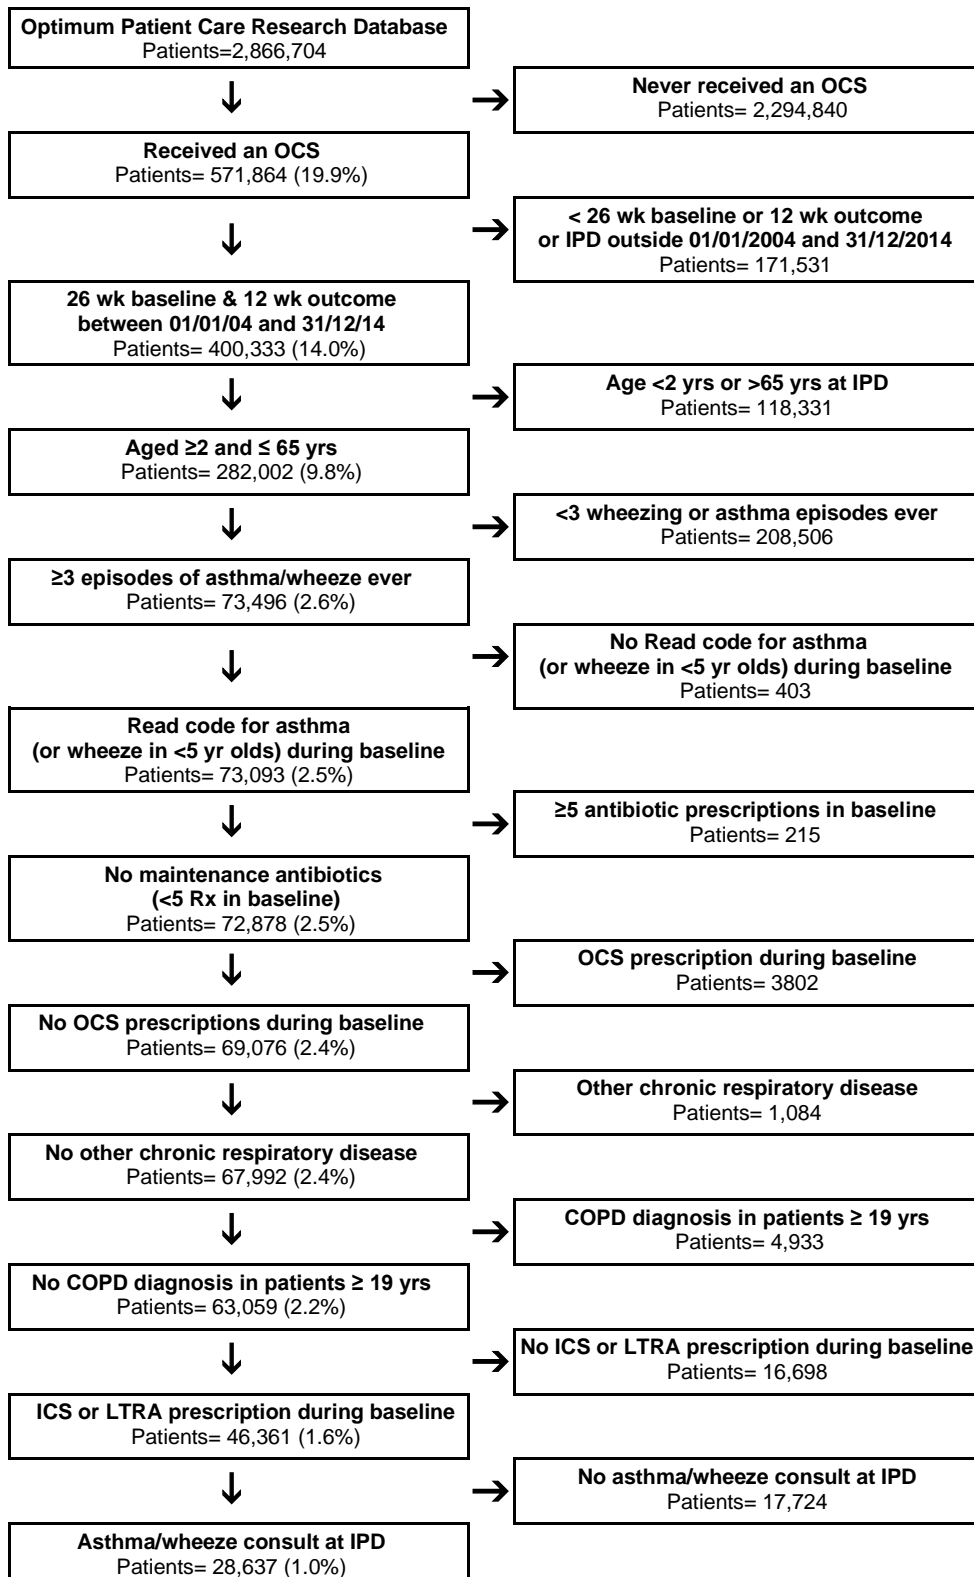 Optimum Patient Care Research Database
Patients=2,866,704
Never received an OCS
Patients= 2,294,840
Received an OCS
Patients= 571,864 (19.9%)
< 26 wk baseline or 12 wk outcome
or IPD outside 01/01/2004 and 31/12/2014
Patients= 171,531
26 wk baseline & 12 wk outcome
between 01/01/04 and 31/12/14
Patients= 400,333 (14.0%)
Age <2 yrs or >65 yrs at IPD
Patients= 118,331
Aged ≥2 and ≤ 65 yrs
Patients= 282,002 (9.8%)
<3 wheezing or asthma episodes ever
Patients= 208,506
≥3 episodes of asthma/wheeze ever
Patients= 73,496 (2.6%)
No Read code for asthma
(or wheeze in <5 yr olds) during baseline
Patients= 403
Read code for asthma
(or wheeze in <5 yr olds) during baseline
Patients= 73,093 (2.5%)
≥5 antibiotic prescriptions in baseline
Patients= 215
No maintenance antibiotics
(<5 Rx in baseline)
Patients= 72,878 (2.5%)
OCS prescription during baseline
Patients= 3802
No OCS prescriptions during baseline
Patients= 69,076 (2.4%)
Other chronic respiratory disease
Patients= 1,084
No other chronic respiratory disease
Patients= 67,992 (2.4%)
COPD diagnosis in patients ≥ 19 yrs
Patients= 4,933
No COPD diagnosis in patients ≥ 19 yrs
Patients= 63,059 (2.2%)
No ICS or LTRA prescription during baseline
Patients= 16,698
ICS or LTRA prescription during baseline
Patients= 46,361 (1.6%)
No asthma/wheeze consult at IPD
Patients= 17,724
Asthma/wheeze consult at IPD
Patients= 28,637 (1.0%)